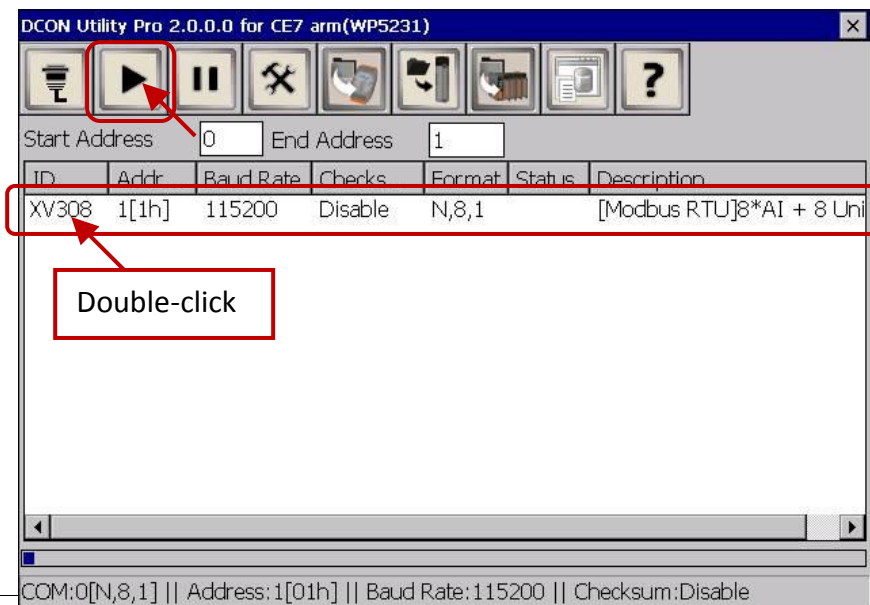 DCON Utility Pro 2.0.0.0 for CE7 arm(WP5231)
?
Start Address 0 End Address 1
ID Addr Baud Rate Checks Format Status Description
XV308 1[1h] 115200 Disable N,8,1 [Modbus RTU]8*AI + 8 Uni
Double-click
COM:0[N,8,1] || Address:1[01h] || Baud Rate:115200 || Checksum:Disable